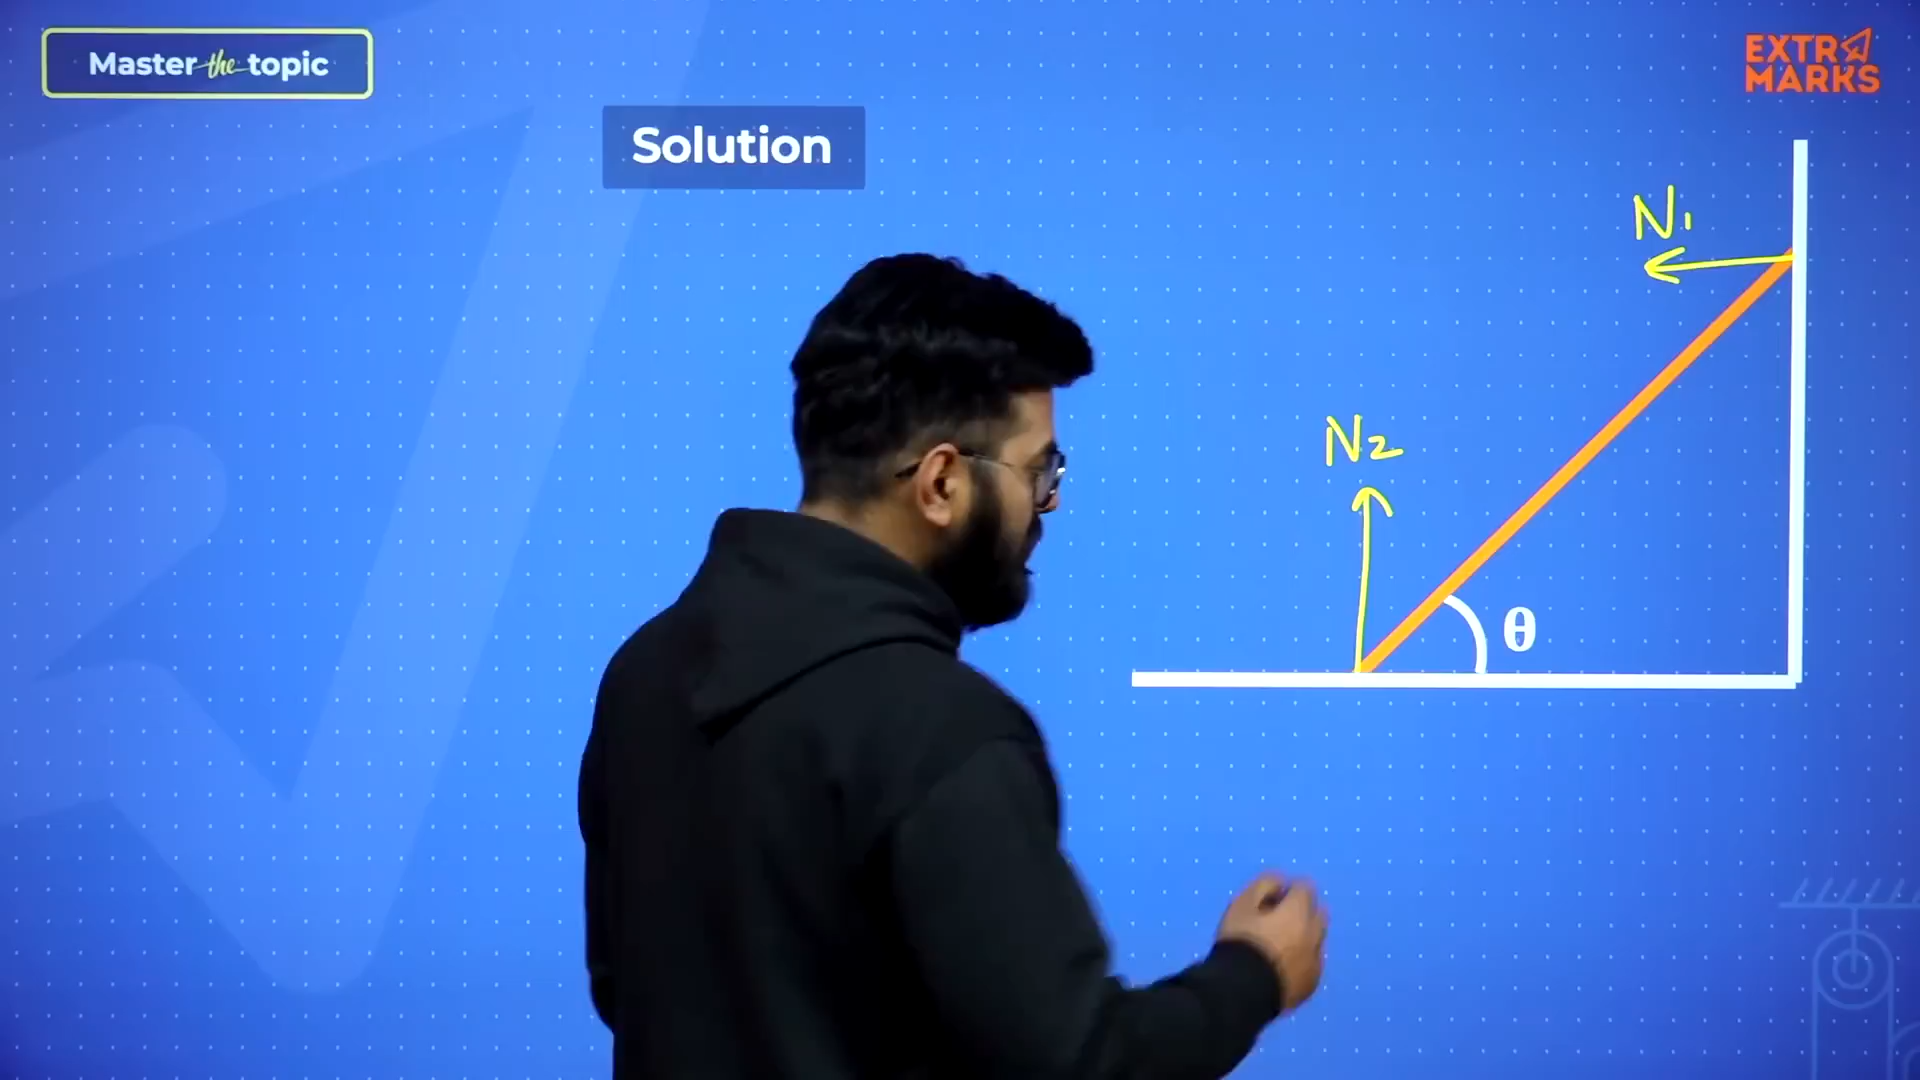 Master the topic
EXTRA
MARKS
Solution
N1
N2
θ